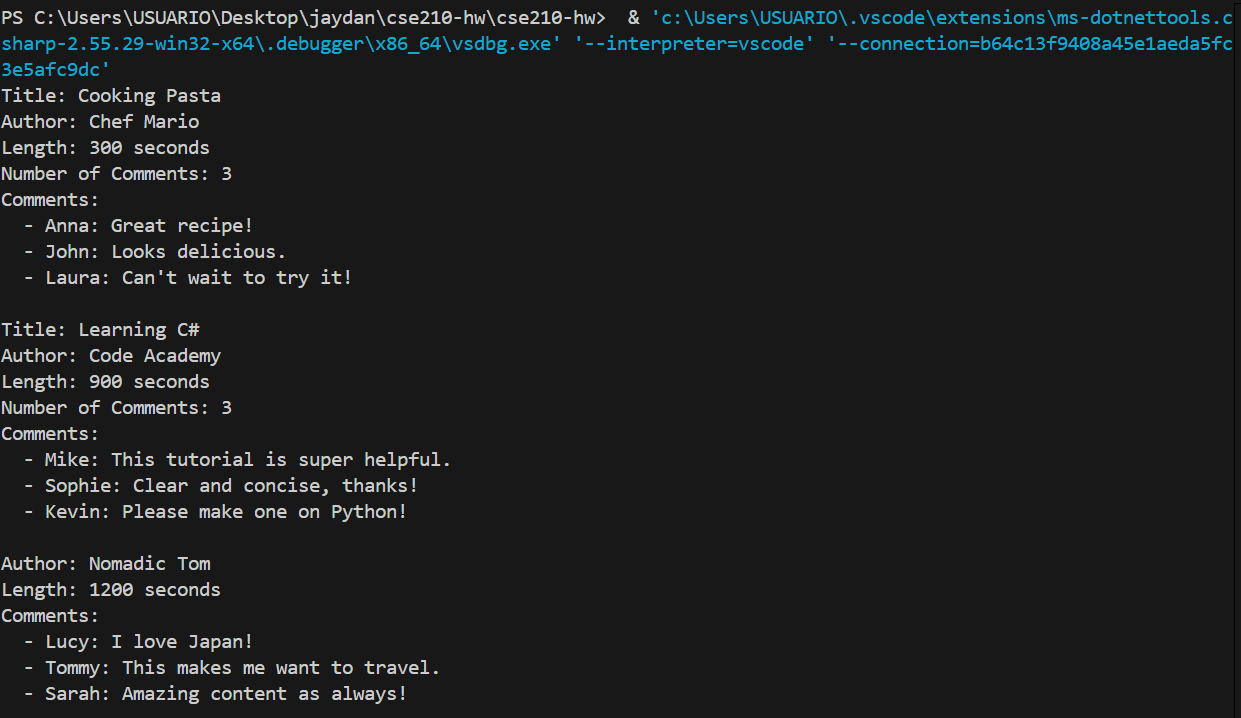 PS C:\Users\USUARIO\Desktop\jaydan\cse210-hw\cse210-hw>  & 'c:\Users\USUARIO\.vscode\extensions\ms-dotnettools.c
sharp-2.55.29-win32-x64\.debugger\x86_64\vsdbg.exe' '--interpreter=vscode' '--connection=b64c13f9408a45e1aeda5fc
3e5afc9dc'
Title: Cooking Pasta
Author: Chef Mario
Length: 300 seconds
Number of Comments: 3
Comments:
  - Anna: Great recipe!
  - John: Looks delicious.
  - Laura: Can't wait to try it!

Title: Learning C#
Author: Code Academy
Length: 900 seconds
Number of Comments: 3
Comments:
  - Mike: This tutorial is super helpful.
  - Sophie: Clear and concise, thanks!
  - Kevin: Please make one on Python!

Author: Nomadic Tom
Length: 1200 seconds
Comments:
  - Lucy: I love Japan!
  - Tommy: This makes me want to travel.
  - Sarah: Amazing content as always!